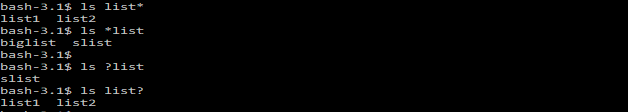 bash-3.1$ ls list*
list1  list2
bash-3.1$ ls *list
biglist  slist
bash-3.1$
bash-3.1$ ls ?list
slist
bash-3.1$ ls list?
list1  list2